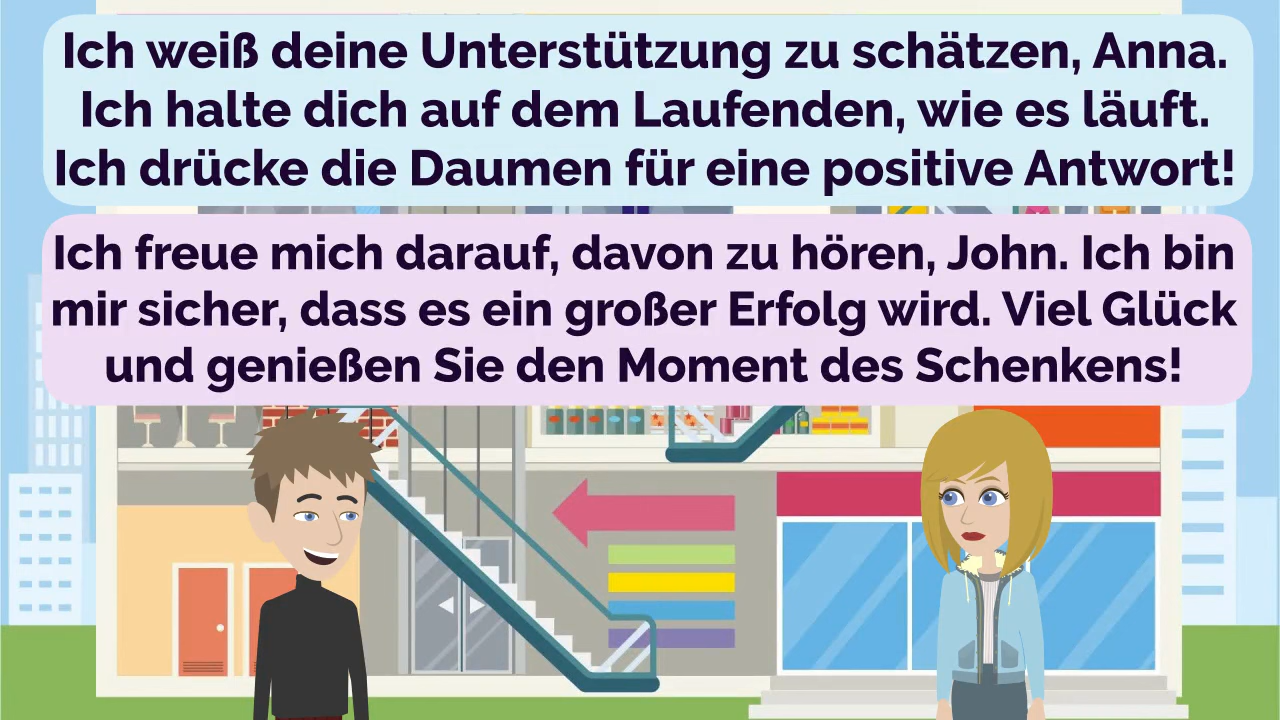 Ich weiß deine Unterstützung zu schätzen, Anna.
Ich halte dich auf dem Laufenden, wie es läuft.
Ich drücke die Daumen für eine positive Antwort!
Ich freue mich darauf, davon zu hören, John. Ich bin
mir sicher, dass es ein großer Erfolg wird. Viel Glück
und genießen Sie den Moment des Schenkens!